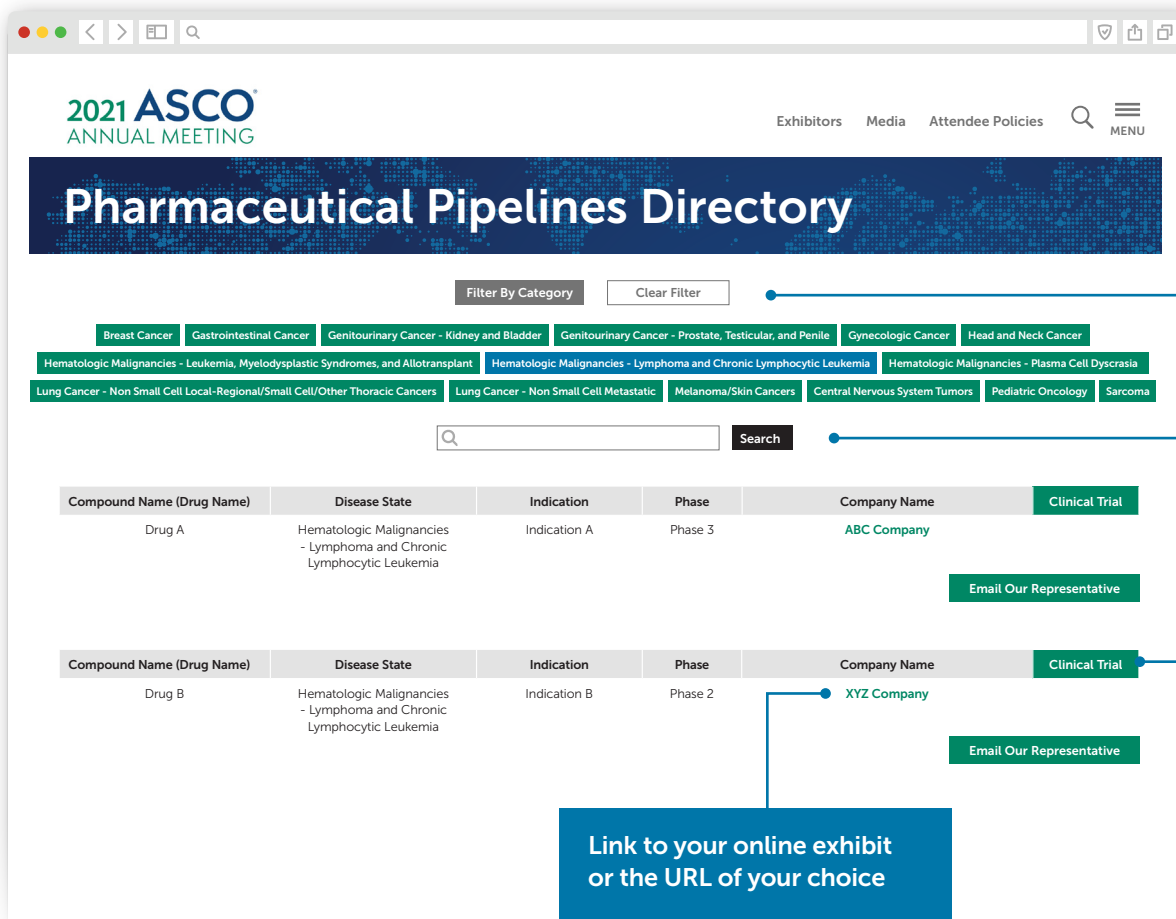 2021 ASCO®
ANNUAL MEETING
Exhibitors Media Attendee Policies
MENU
Pharmaceutical Pipelines Directory
Filter By Category Clear Filter
Breast Cancer Gastrointestinal Cancer Genitourinary Cancer - Kidney and Bladder Genitourinary Cancer - Prostate, Testicular, and Penile Gynecologic Cancer Head and Neck Cancer
Hematologic Malignancies - Leukemia, Myelodysplastic Syndromes, and Allotransplant Hematologic Malignancies - Lymphoma and Chronic Lymphocytic Leukemia Hematologic Malignancies - Plasma Cell Dyscrasia
Lung Cancer - Non Small Cell Local-Regional/Small Cell/Other Thoracic Cancers Lung Cancer - Non Small Cell Metastatic Melanoma/Skin Cancers Central Nervous System Tumors Pediatric Oncology Sarcoma
Search
Compound Name (Drug Name) Disease State Indication Phase Company Name Clinical Trial
Drug A Hematologic Malignancies Indication A Phase 3 ABC Company
- Lymphoma and Chronic
Lymphocytic Leukemia
Email Our Representative
Compound Name (Drug Name) Disease State Indication Phase Company Name Clinical Trial
Drug B Hematologic Malignancies Indication B Phase 2 XYZ Company
- Lymphoma and Chronic
Lymphocytic Leukemia
Email Our Representative
Link to your online exhibit
or the URL of your choice